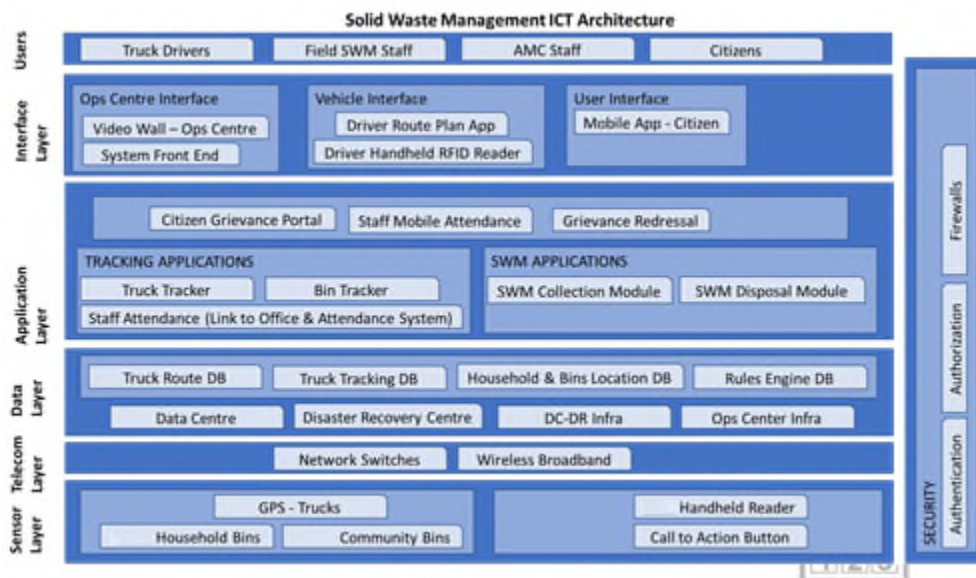 Solid Waste Management ICT Architecture
Users
Truck Drivers
Field SWM Staff
AMC Staff
Citizens
Interface
Layer
Ops Centre Interface
Video Wall – Ops Centre
System Front End
Vehicle Interface
Driver Route Plan App
Driver Handheld RFID Reader
User Interface
Mobile App - Citizen
Application
Layer
Citizen Grievance Portal
Staff Mobile Attendance
Grievance Redressal
TRACKING APPLICATIONS
Truck Tracker
Bin Tracker
Staff Attendance (Link to Office & Attendance System)
SWM APPLICATIONS
SWM Collection Module
SWM Disposal Module
Data
Layer
Truck Route DB
Truck Tracking DB
Household & Bins Location DB
Rules Engine DB
Data Centre
Disaster Recovery Centre
DC-DR Infra
Ops Center Infra
Telecom
Layer
Network Switches
Wireless Broadband
Sensor
Layer
GPS - Trucks
Household Bins
Community Bins
Handheld Reader
Call to Action Button
SECURITY
Firewalls
Authorization
Authentication